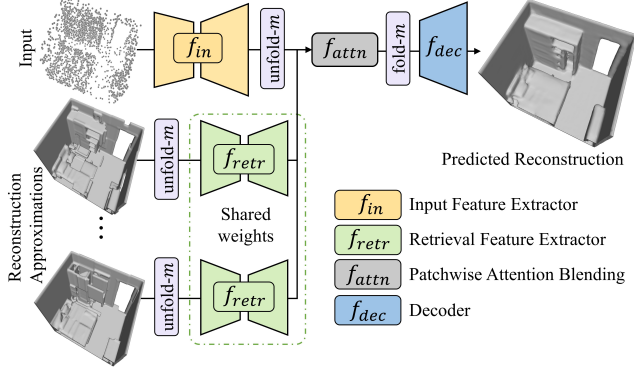 Input
f_in
unfold-m
f_attn
fold-m
f_dec
Predicted Reconstruction
Reconstruction
Approximations
unfold-m
f_retr
...
Shared
weights
unfold-m
f_retr
f_in Input Feature Extractor
f_retr Retrieval Feature Extractor
f_attn Patchwise Attention Blending
f_dec Decoder